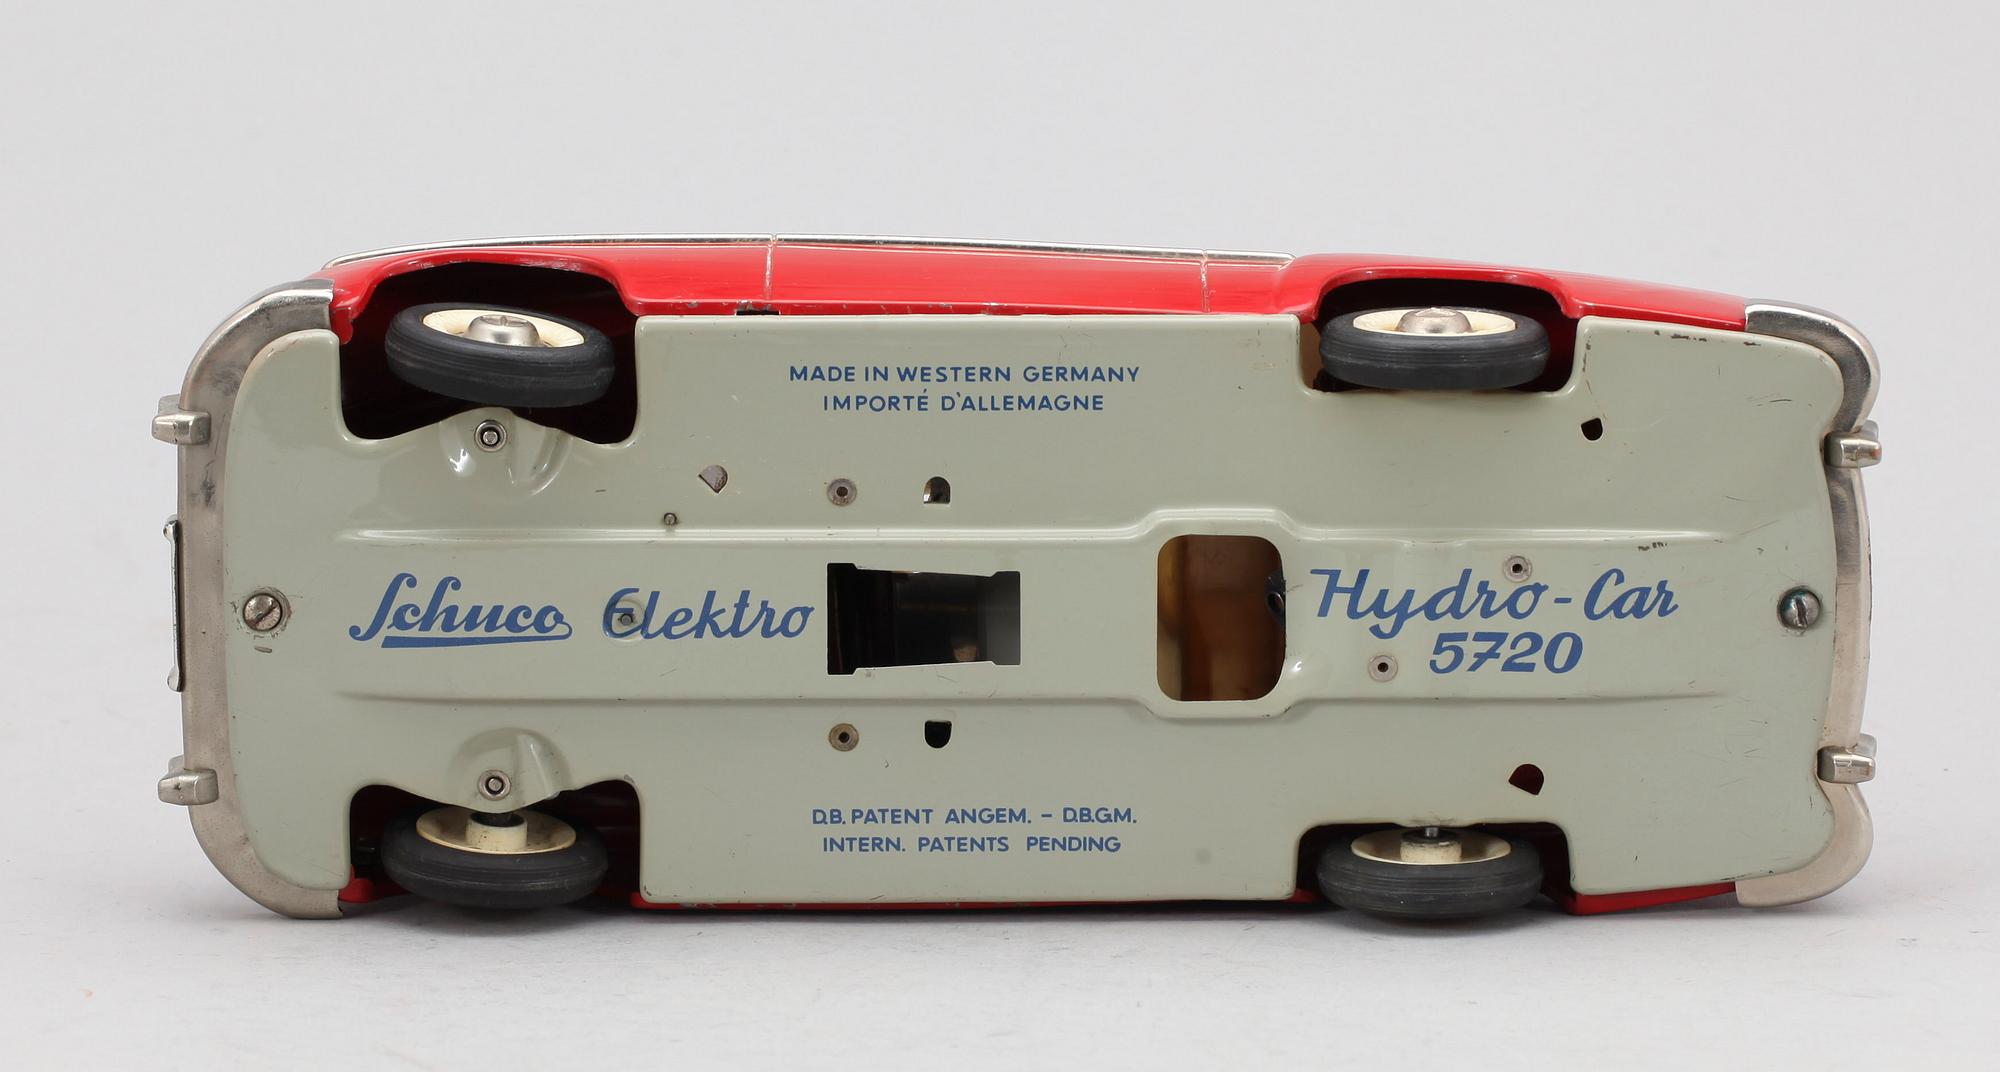 MADE IN WESTERN GERMANY
IMPORTÉ D'ALLEMAGNE
Schuco Elektro
Hydro-Car
5720
D.B. PATENT ANGEM. – D.B.G.M.
INTERN. PATENTS PENDING